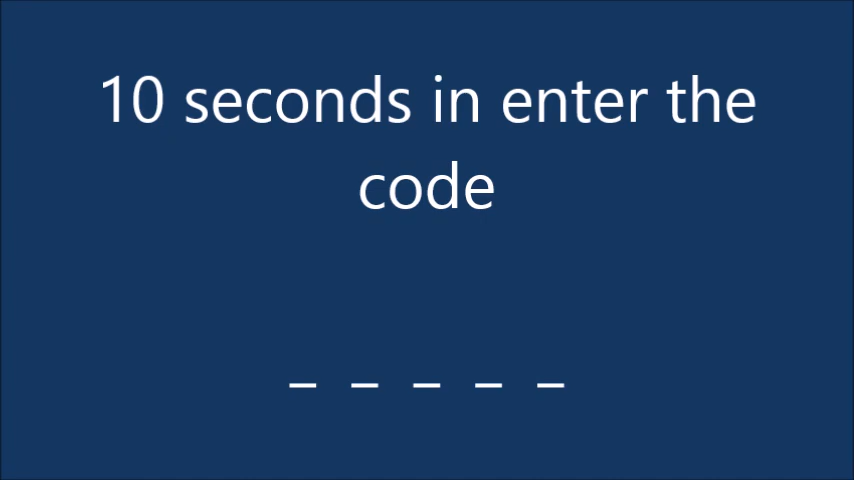 10 seconds in enter the
code
_ _ _ _ _